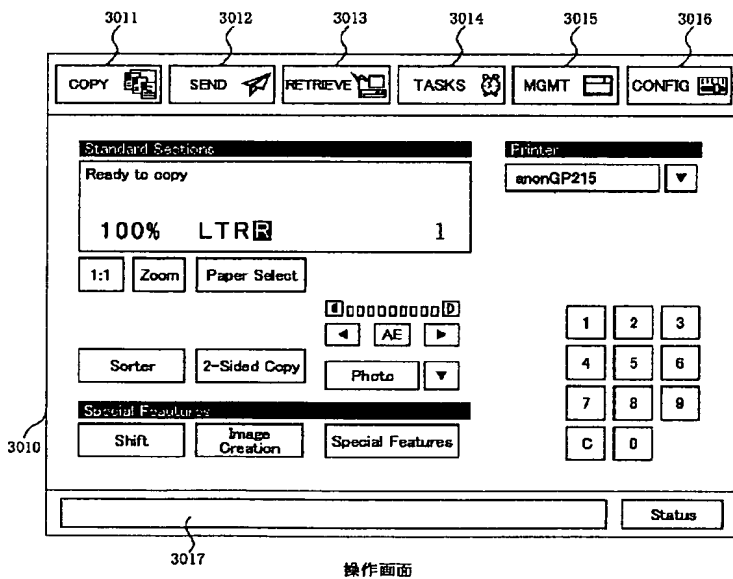 3011 3012 3013 3014 3015 3016
COPY SEND RETRIEVE TASKS MGMT CONFIG
Standard Sections Printer
Ready to copy anonGP215 ▼
100% LTR R 1
1:1 Zoom Paper Select
◀ AE ▶ 1 2 3
Sorter 2-Sided Copy Photo ▼ 4 5 6
Special Feautures 7 8 9
3010 Shift Image Creation Special Features C 0
Status
3017
操作画面